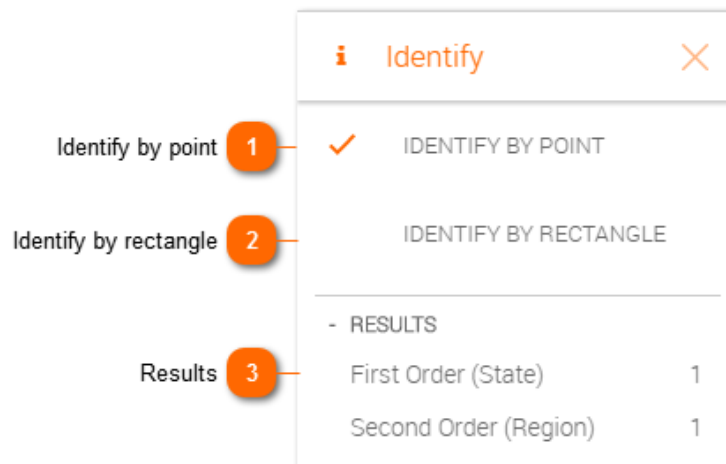 Identify
Identify by point 1
IDENTIFY BY POINT
Identify by rectangle 2
IDENTIFY BY RECTANGLE
- RESULTS
Results 3
First Order (State) 1
Second Order (Region) 1